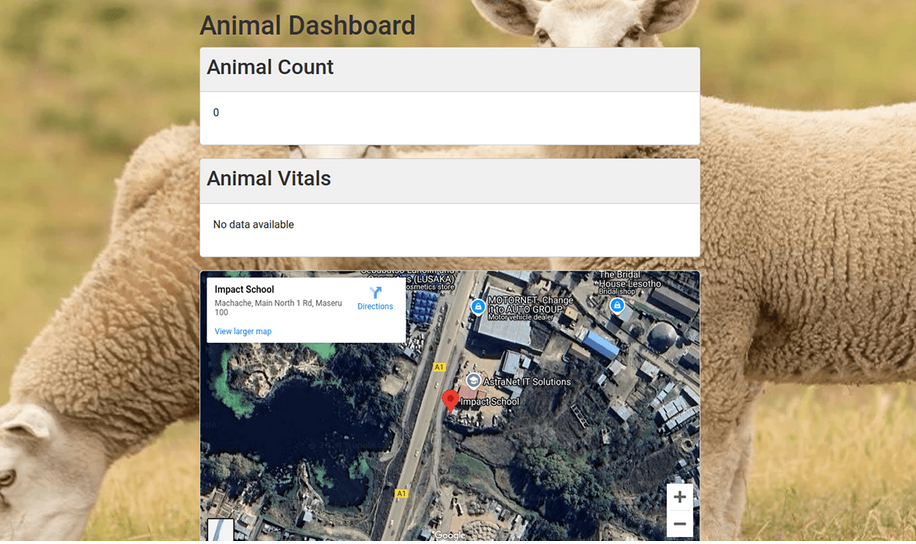 Animal Dashboard
Animal Count
0
Animal Vitals
No data available
Impact School
Machache, Main North 1 Rd, Maseru
100
Directions
View larger map
(LUSAKA)
cosmetics store
MOTORNET- Change
it to AUTO GROUP
Motor vehicle dealer
The Bridal
House Lesotho
Bridal shop
A1
AstraNet IT Solutions
Impact School
A1
Google
+
−